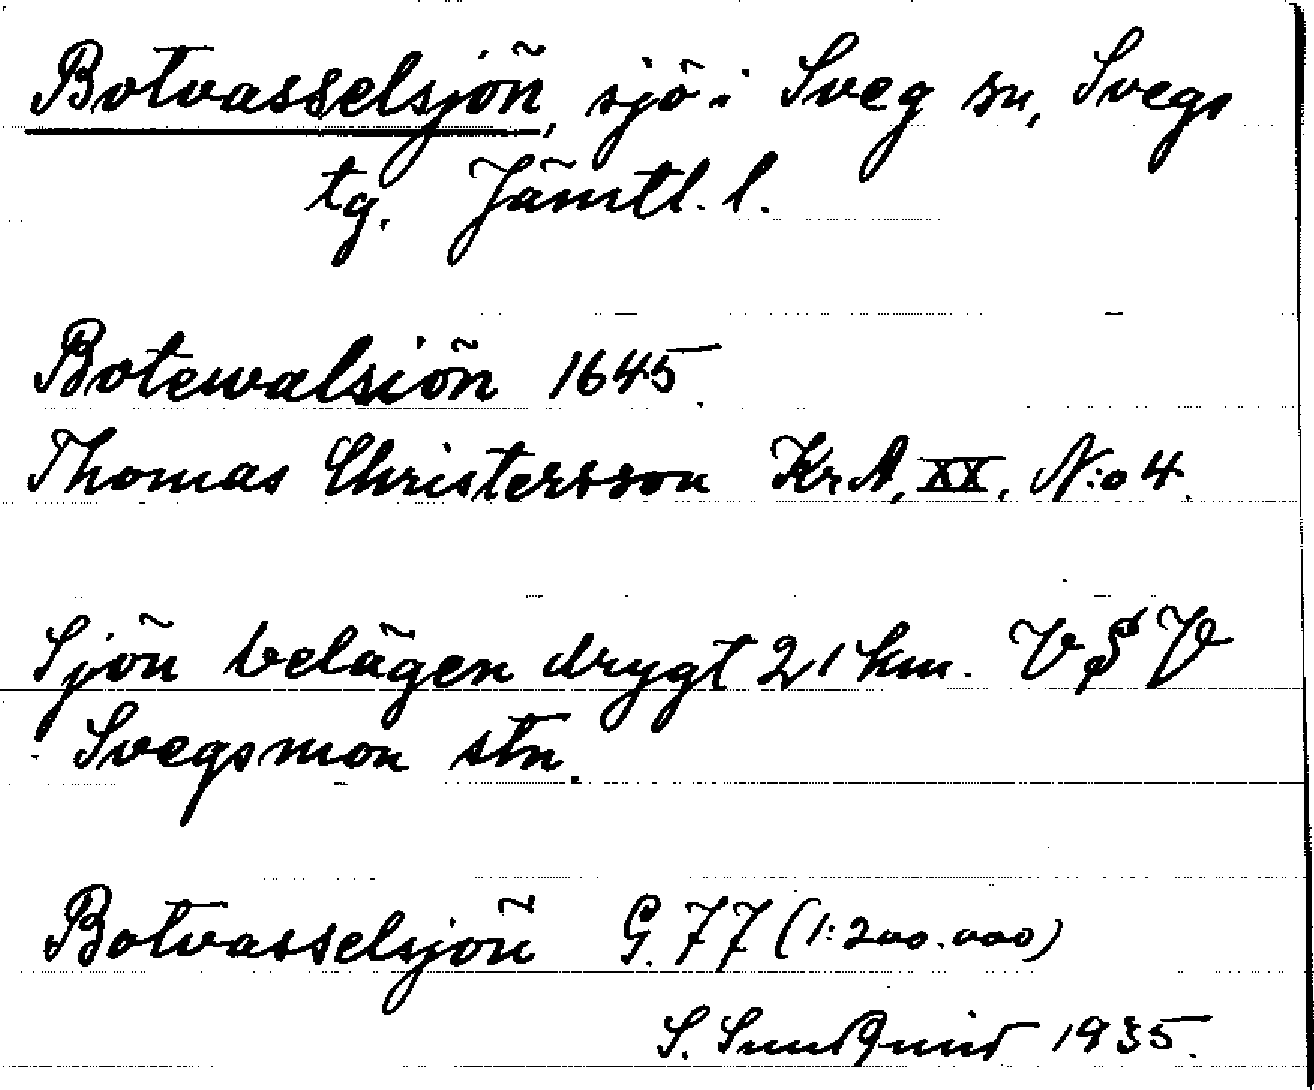 Botvasselsjön, sjö i Sveg sn, Svegs
tg. Jämtl. l.
Botewalsiön 1645.
Thomas Christersson Kr.A, XX, N:o 4.
Sjön belägen drygt 21 km. V
Svegsmon stn.
Botvasselsjön G. 77 (1:200.000)
S. Sundqvist 1935.